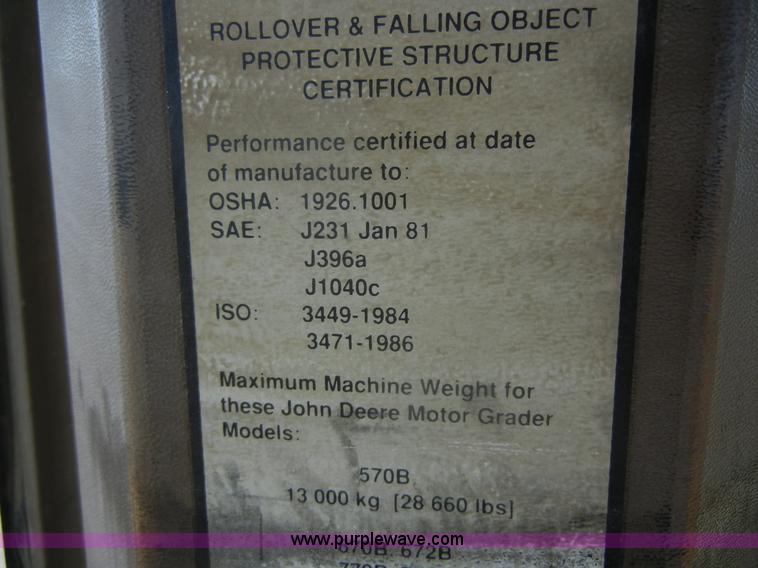 ROLLOVER & FALLING OBJECT
PROTECTIVE STRUCTURE
CERTIFICATION
Performance certified at date
of manufacture to:
OSHA: 1926.1001
SAE: J231 Jan 81
J396a
J1040c
ISO: 3449-1984
3471-1986
Maximum Machine Weight for
these John Deere Motor Grader
Models:
570B
13 000 kg [28 660 lbs]
www.purplewave.com
670B, 672B